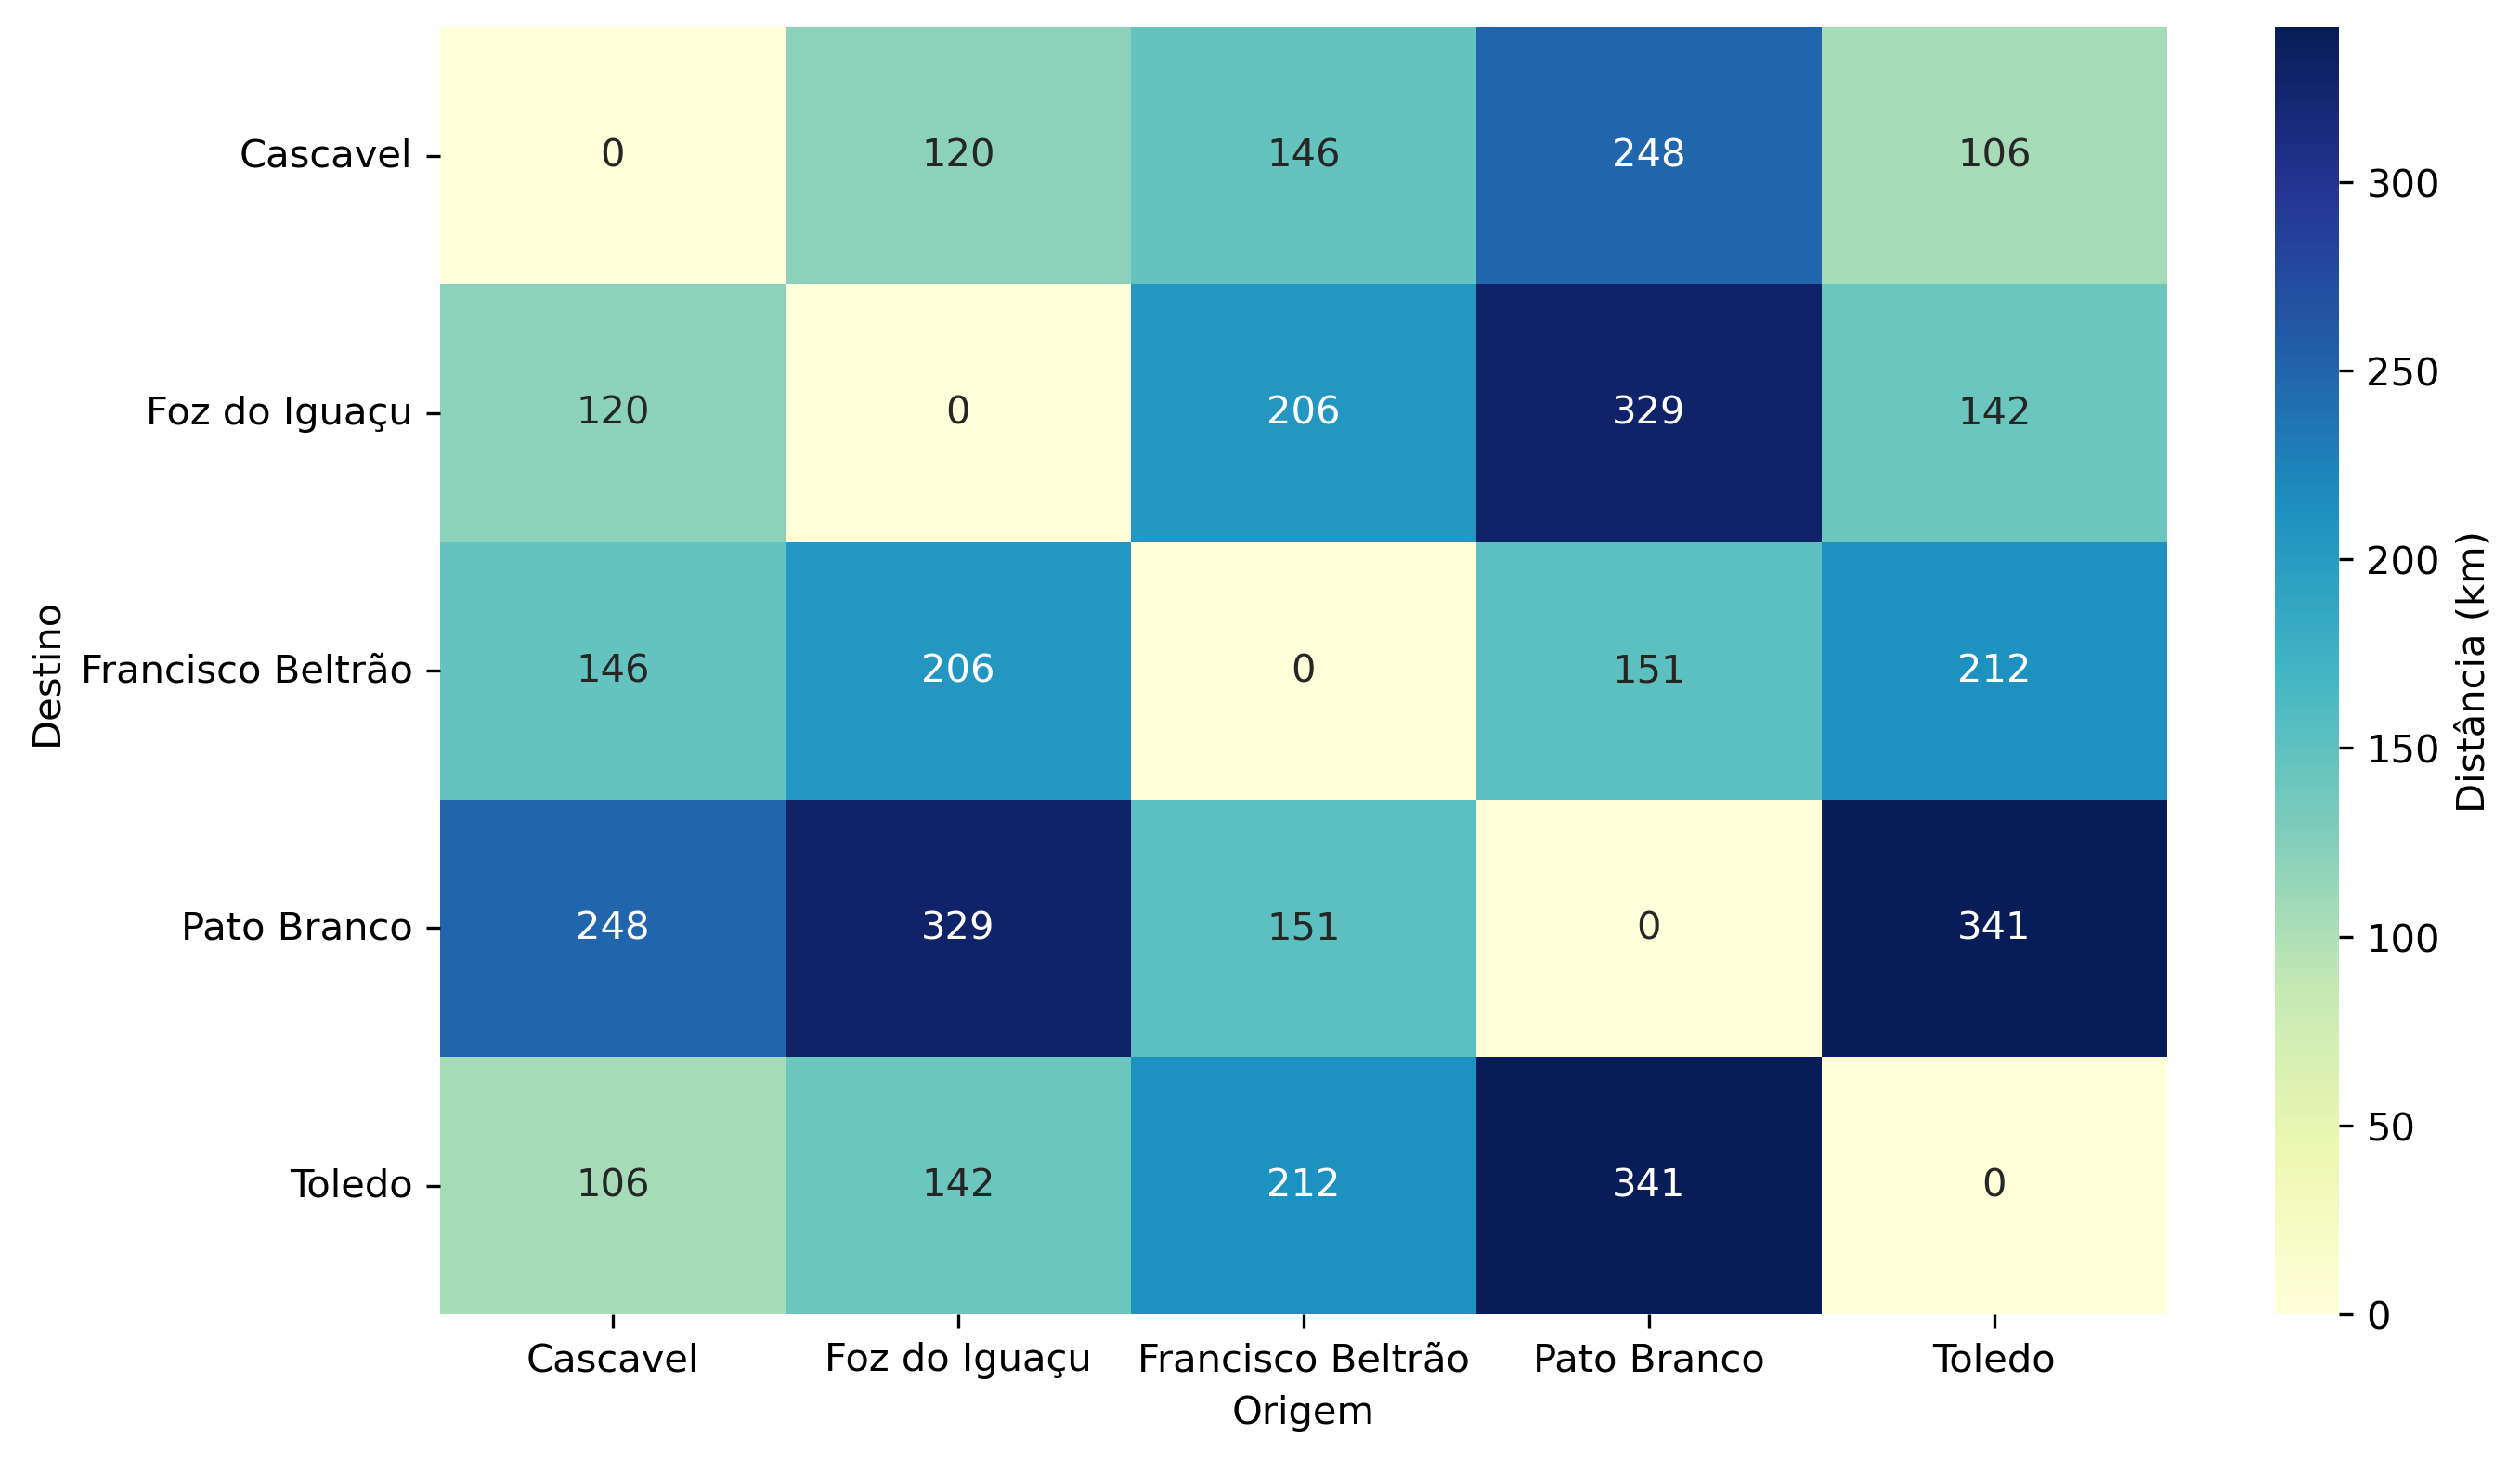 Cascavel 0 120 146 248 106
Foz do Iguaçu 120 0 206 329 142
Francisco Beltrão 146 206 0 151 212
Pato Branco 248 329 151 0 341
Toledo 106 142 212 341 0
Cascavel Foz do Iguaçu Francisco Beltrão Pato Branco Toledo
Origem
Destino
300
250
200
150
100
50
0
Distância (km)